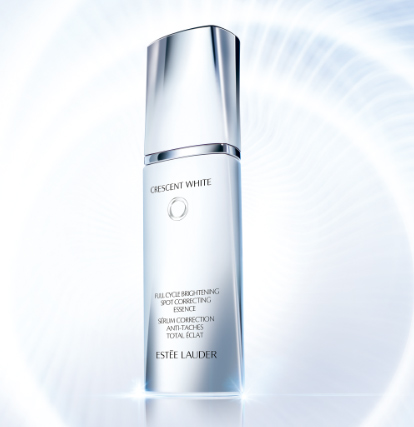 CRESCENT WHITE
FULL CYCLE BRIGHTENING
SPOT CORRECTING
ESSENCE
SÉRUM CORRECTION
ANTI-TACHES
TOTAL ÉCLAT
ESTĒE LAUDER